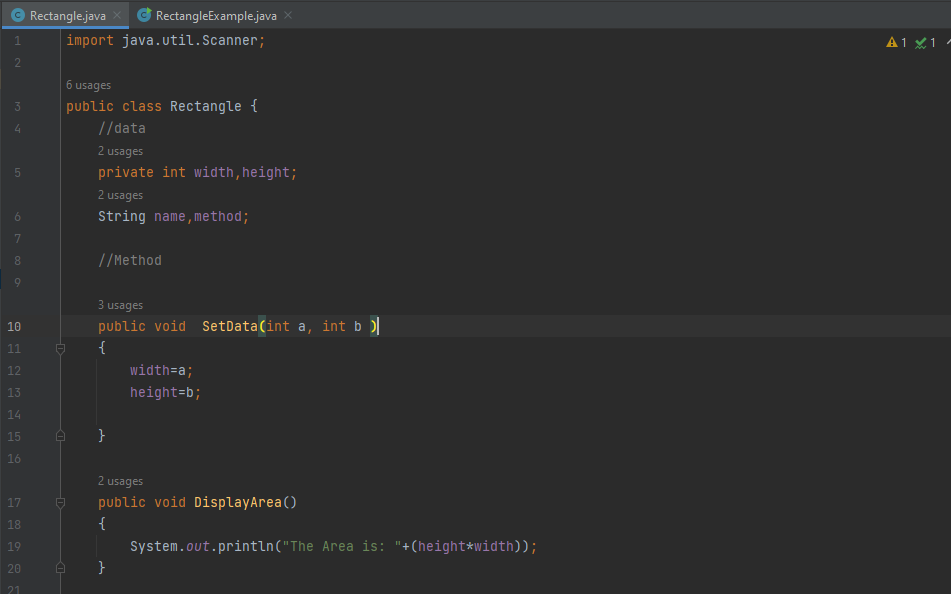 Rectangle.java RectangleExample.java
1 import java.util.Scanner; 1 1
2
6 usages
3 public class Rectangle {
4 //data
2 usages
5 private int width,height;
2 usages
6 String name,method;
7
8 //Method
9
3 usages
10 public void  SetData(int a, int b )
11 {
12 width=a;
13 height=b;
14
15 }
16
2 usages
17 public void DisplayArea()
18 {
19 System.out.println("The Area is: "+(height*width));
20 }
21